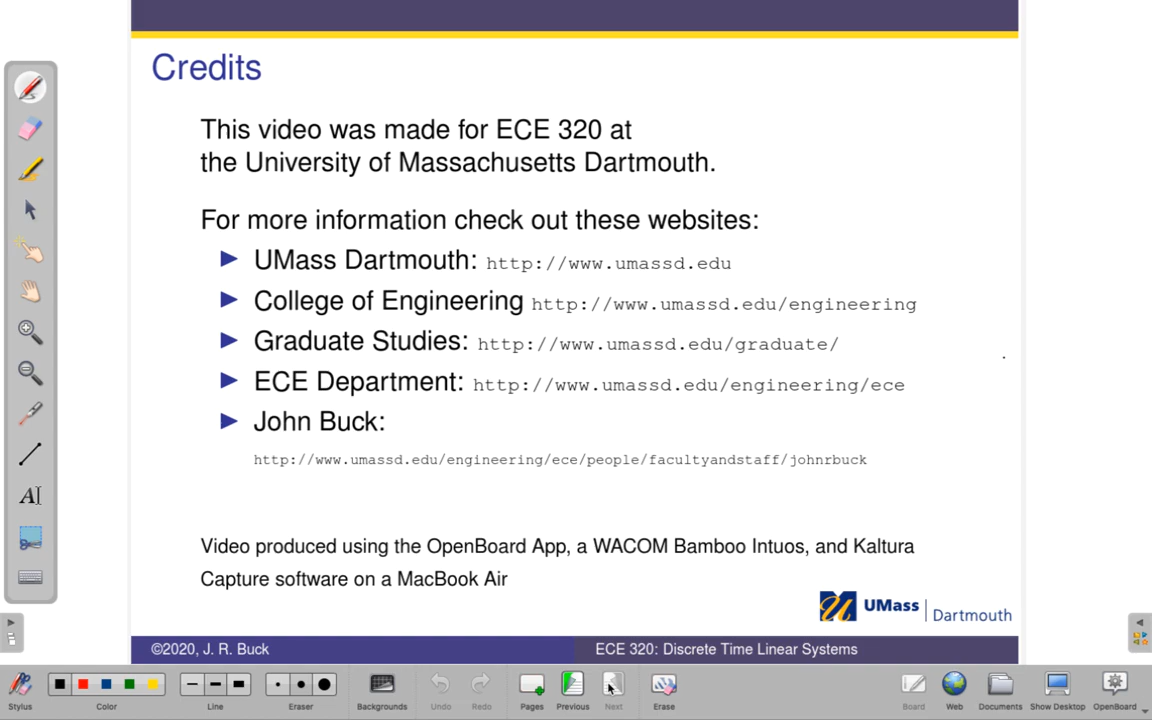 Credits
This video was made for ECE 320 at
the University of Massachusetts Dartmouth.
For more information check out these websites:
UMass Dartmouth: http://www.umassd.edu
College of Engineering http://www.umassd.edu/engineering
Graduate Studies: http://www.umassd.edu/graduate/
ECE Department: http://www.umassd.edu/engineering/ece
John Buck:
http://www.umassd.edu/engineering/ece/people/facultyandstaff/johnrbuck
Video produced using the OpenBoard App, a WACOM Bamboo Intuos, and Kaltura
Capture software on a MacBook Air
UMass | Dartmouth
©2020, J. R. Buck ECE 320: Discrete Time Linear Systems
Stylus Color Line Eraser Backgrounds Undo Redo Pages Previous Next Erase Board Web Documents Show Desktop OpenBoard